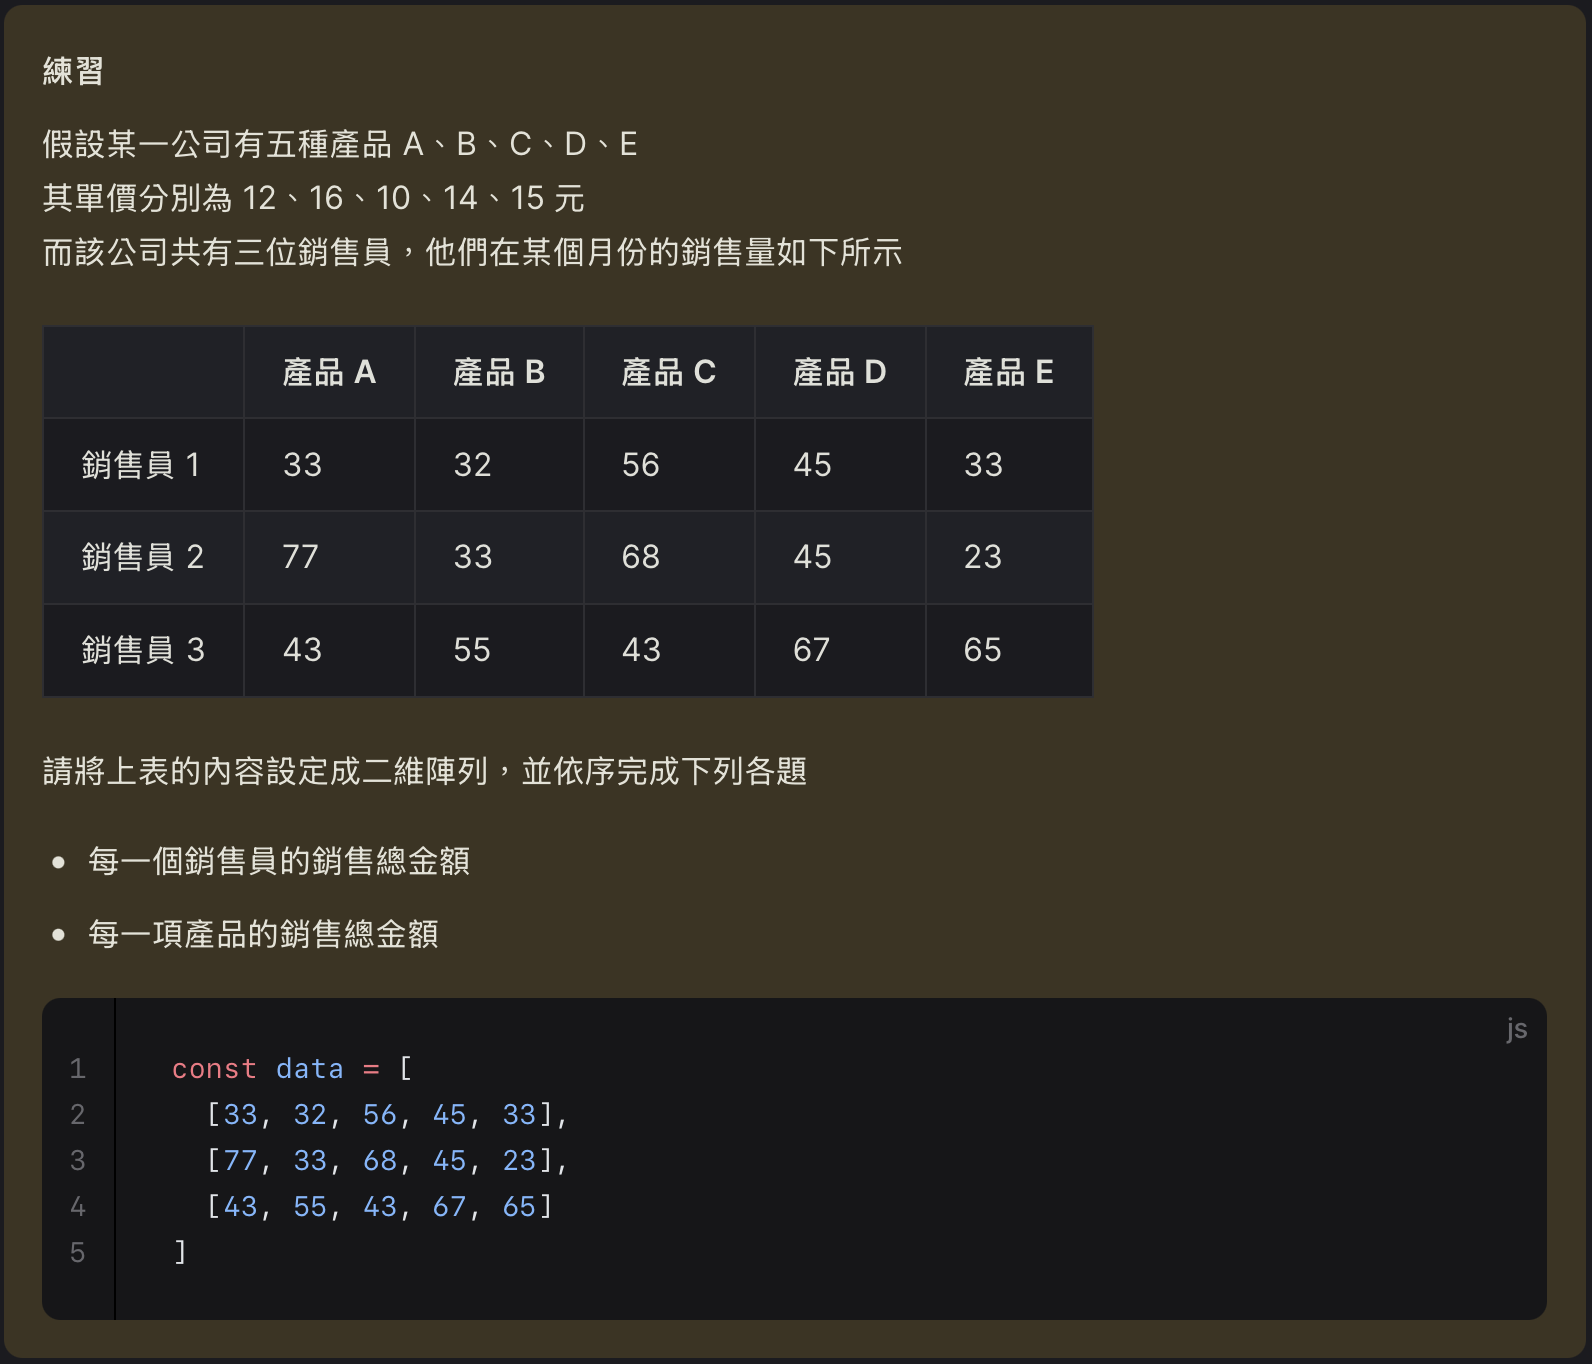 練習
假設某一公司有五種產品 A、B、C、D、E
其單價分別為 12、16、10、14、15 元
而該公司共有三位銷售員，他們在某個月份的銷售量如下所示
產品 A 產品 B 產品 C 產品 D 產品 E
銷售員 1 33 32 56 45 33
銷售員 2 77 33 68 45 23
銷售員 3 43 55 43 67 65
請將上表的內容設定成二維陣列，並依序完成下列各題
• 每一個銷售員的銷售總金額
• 每一項產品的銷售總金額
js
1 const data = [
2   [33, 32, 56, 45, 33],
3   [77, 33, 68, 45, 23],
4   [43, 55, 43, 67, 65]
5 ]